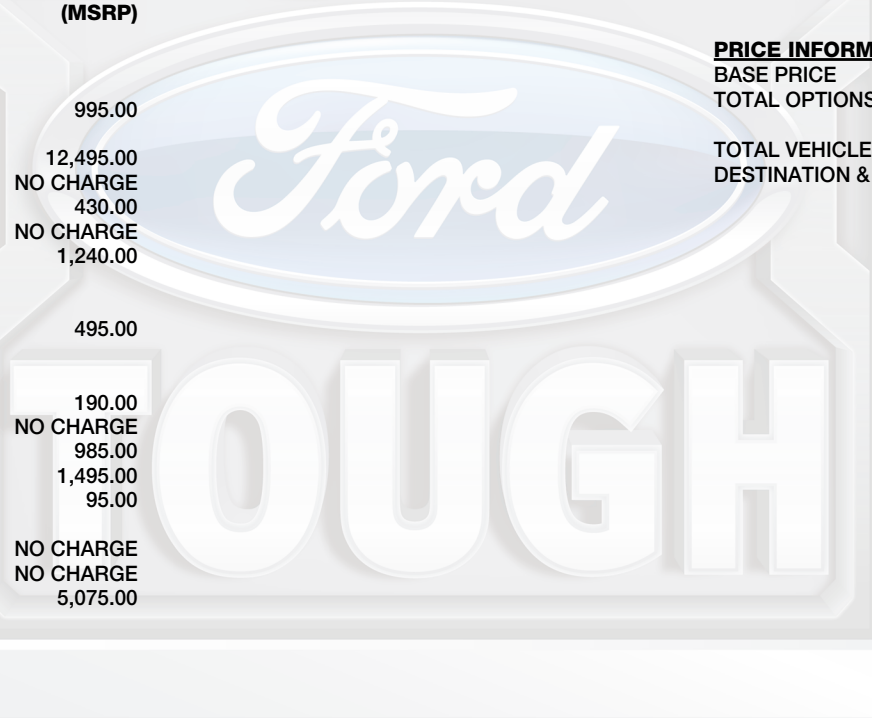 (MSRP)
995.00
12,495.00
NO CHARGE
430.00
NO CHARGE
1,240.00
495.00
190.00
NO CHARGE
985.00
1,495.00
95.00
NO CHARGE
NO CHARGE
5,075.00
PRICE INFORM
BASE PRICE
TOTAL OPTIONS
TOTAL VEHICLE
DESTINATION &
Ford
TOUGH